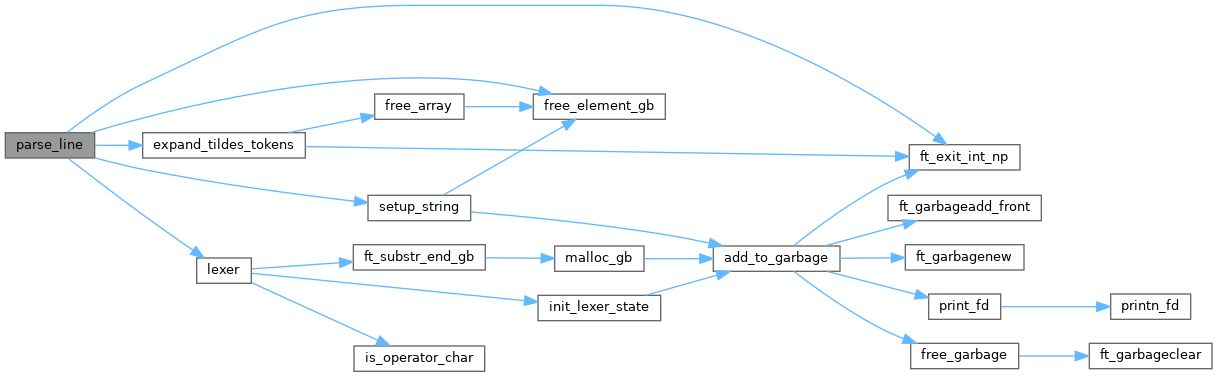 parse_line
expand_tildes_tokens
free_array
free_element_gb
ft_exit_int_np
setup_string
lexer
ft_substr_end_gb
malloc_gb
init_lexer_state
is_operator_char
add_to_garbage
ft_garbageadd_front
ft_garbagenew
print_fd
printn_fd
free_garbage
ft_garbageclear